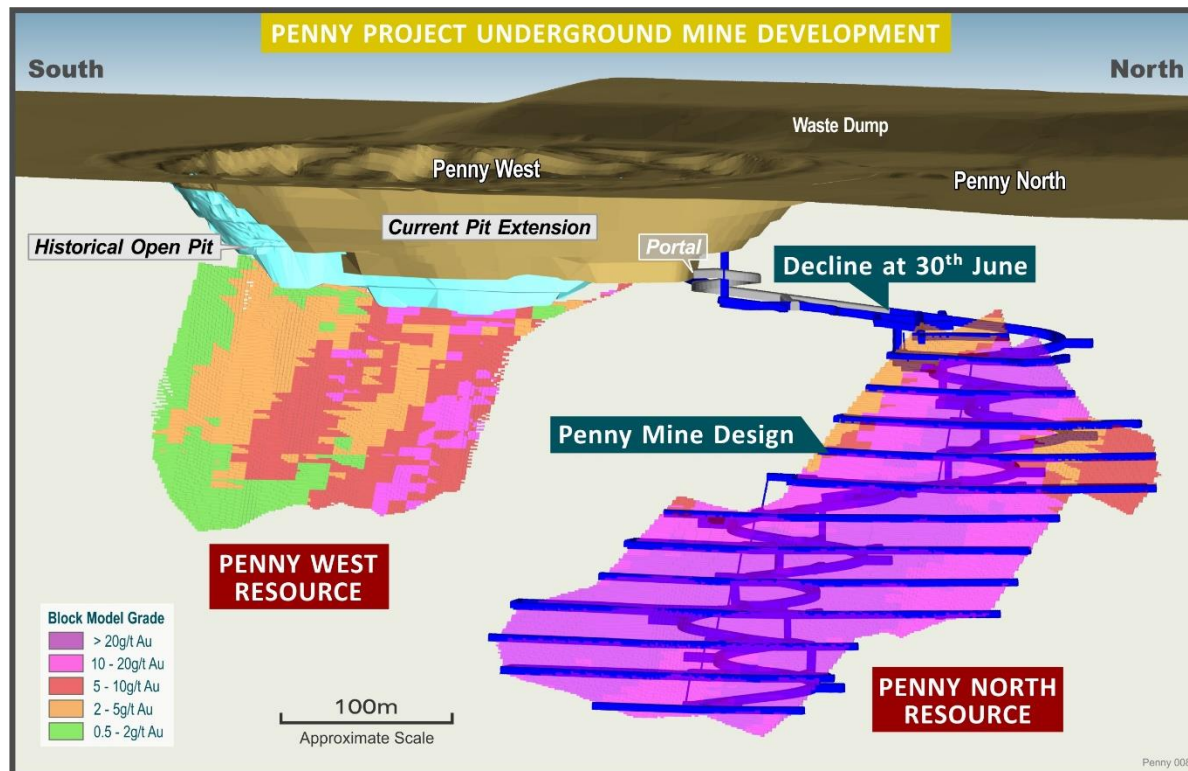 PENNY PROJECT UNDERGROUND MINE DEVELOPMENT
South
North
Waste Dump
Penny West
Penny North
Current Pit Extension
Historical Open Pit
Portal
Decline at 30th June
Penny Mine Design
PENNY WEST
RESOURCE
Block Model Grade
> 20g/t Au
10 - 20g/t Au
5 - 10g/t Au
2 - 5g/t Au
0.5 - 2g/t Au
100m
Approximate Scale
PENNY NORTH
RESOURCE
Penny 008